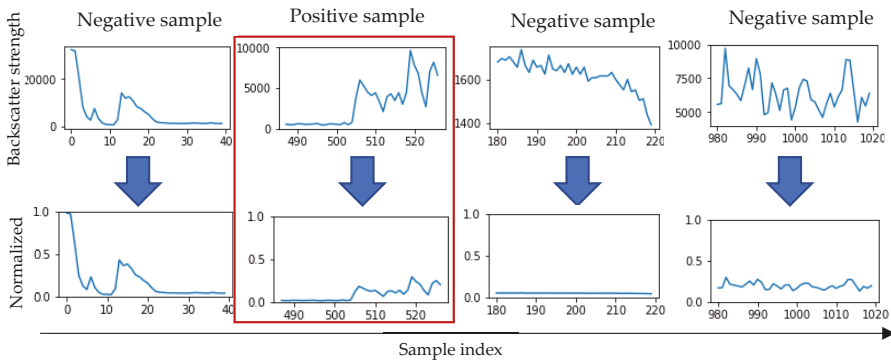 Negative sample
Positive sample
Negative sample
Negative sample
Backscatter strength
20000
0
0 10 20 30 40
10000
5000
0
490 500 510 520
1600
1400
180 190 200 210 220
10000
7500
5000
980 990 1000 1010 1020
Normalized
1.0
0.5
0.0
0 10 20 30 40
1.0
0.5
0.0
490 500 510 520
1.0
0.5
0.0
180 190 200 210 220
1.0
0.5
0.0
980 990 1000 1010 1020
Sample index